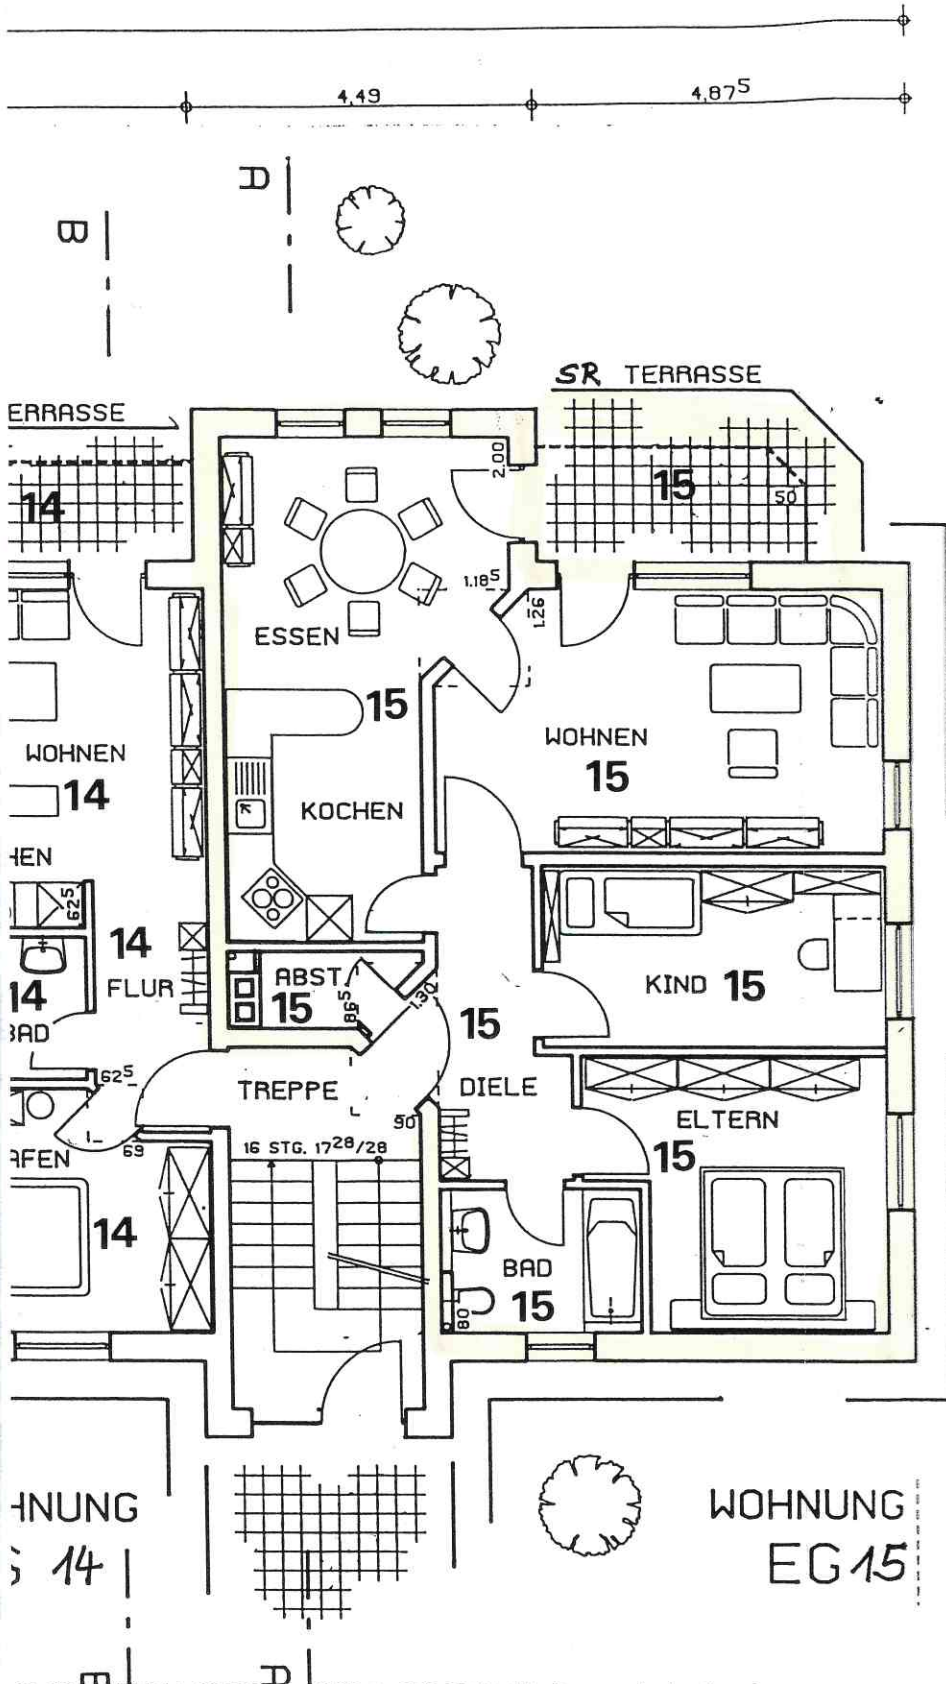 4,49
4,87⁵
A
B
SR TERRASSE
ERRASSE
2.00
15
50
14
1.18⁵
1.26
ESSEN
15
WOHNEN
15
WOHNEN
14
KOCHEN
HEN
62⁵
14
FLUR
14
BAD
ABST.
15
86⁵
1.30
15
KIND 15
62⁵
TREPPE
DIELE
ELTERN
15
90
69
16 STG. 17²⁸/28
AFEN
14
BAD
15
80
HNUNG
G 14
WOHNUNG
EG 15
B
A